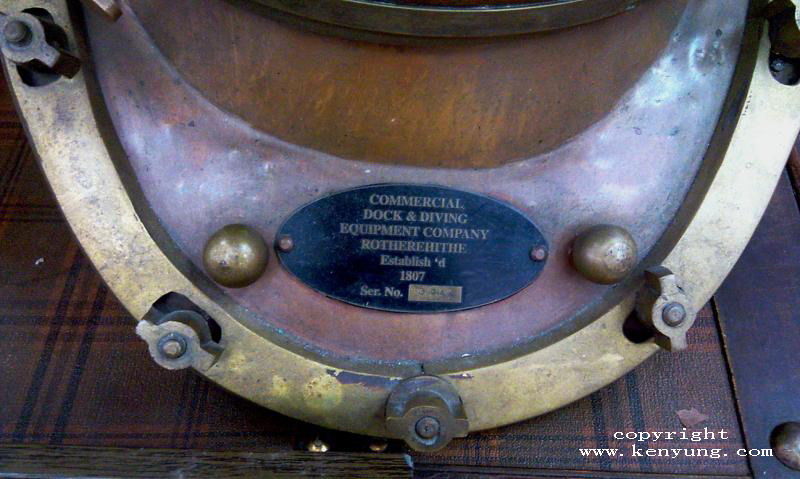 COMMERCIAL
DOCK & DIVING
EQUIPMENT COMPANY
ROTHEREHITHE
Establish 'd
1807
Ser. No.
copyright
www.kenyung.com